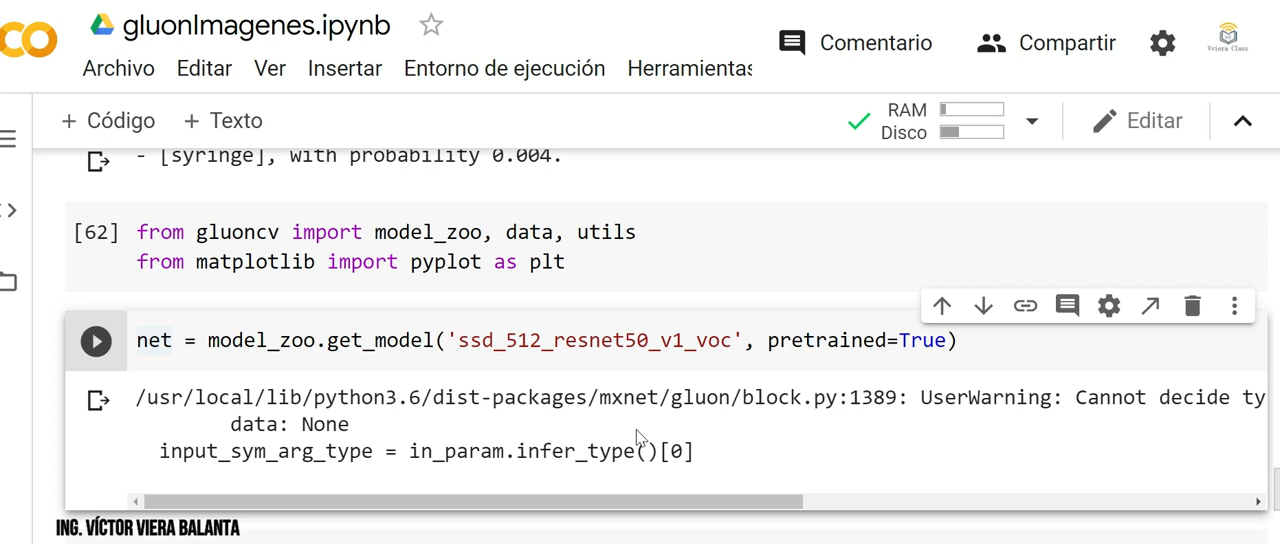 gluonImagenes.ipynb
Comentario
Compartir
Vviera Class
Archivo Editar Ver Insertar Entorno de ejecución Herramientas
+ Código + Texto
RAM
Disco
Editar
- [syringe], with probability 0.004.
[62] from gluoncv import model_zoo, data, utils
from matplotlib import pyplot as plt
net = model_zoo.get_model('ssd_512_resnet50_v1_voc', pretrained=True)
/usr/local/lib/python3.6/dist-packages/mxnet/gluon/block.py:1389: UserWarning: Cannot decide ty
data: None
input_sym_arg_type = in_param.infer_type()[0]
ING. VÍCTOR VIERA BALANTA